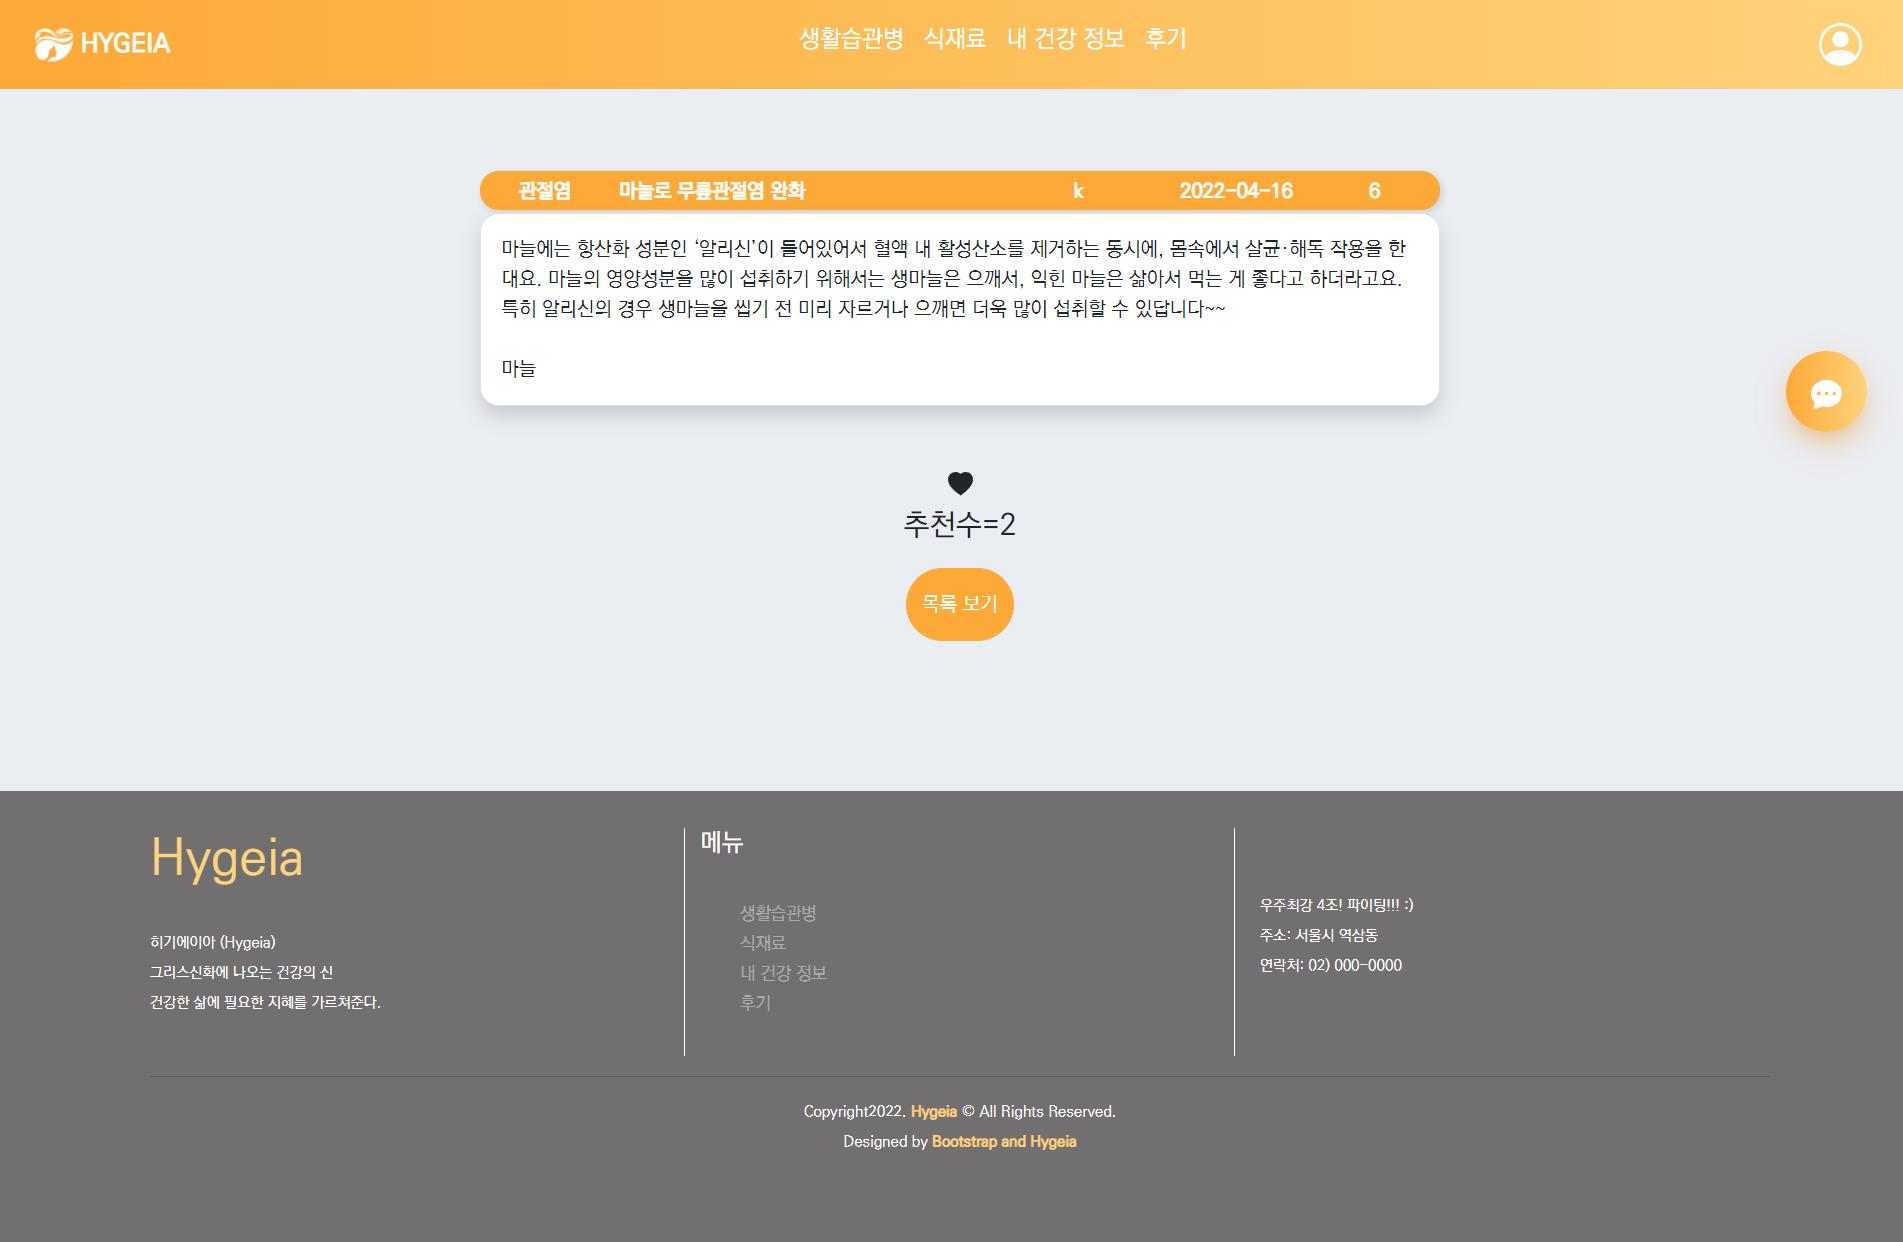 HYGEIA
생활습관병 식재료 내 건강 정보 후기
관절염 마늘로 무릎관절염 완화 k 2022-04-16 6
마늘에는 항산화 성분인 ‘알리신’이 들어있어서 혈액 내 활성산소를 제거하는 동시에, 몸속에서 살균·해독 작용을 한
대요. 마늘의 영양성분을 많이 섭취하기 위해서는 생마늘은 으깨서, 익힌 마늘은 삶아서 먹는 게 좋다고 하더라고요.
특히 알리신의 경우 생마늘을 씹기 전 미리 자르거나 으깨면 더욱 많이 섭취할 수 있답니다~~
마늘
추천수=2
목록 보기
Hygeia
히기에이아 (Hygeia)
그리스신화에 나오는 건강의 신
건강한 삶에 필요한 지혜를 가르쳐준다.
메뉴
생활습관병
식재료
내 건강 정보
후기
우주최강 4조! 파이팅!!! :)
주소: 서울시 역삼동
연락처: 02) 000-0000
Copyright2022. Hygeia © All Rights Reserved.
Designed by Bootstrap and Hygeia